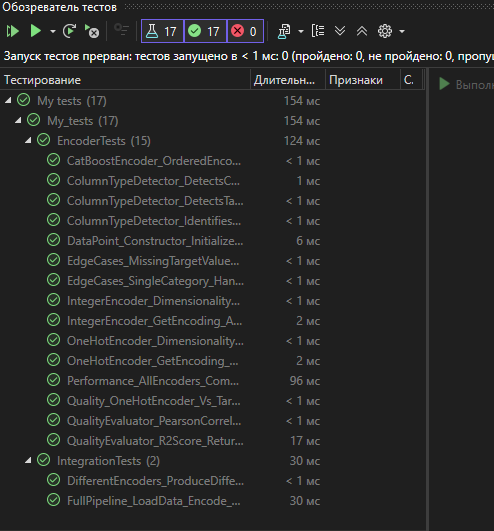 Обозреватель тестов
17 17 0
Запуск тестов прерван: тестов запущено в < 1 мс: 0 (пройдено: 0, не пройдено: 0, пропу
Тестирование Длительн... Признаки С.
My tests (17) 154 мс
My_tests (17) 154 мс
EncoderTests (15) 124 мс
CatBoostEncoder_OrderedEnco... < 1 мс
ColumnTypeDetector_DetectsC... 1 мс
ColumnTypeDetector_DetectsTa... < 1 мс
ColumnTypeDetector_Identifies... < 1 мс
DataPoint_Constructor_Initialize... 6 мс
EdgeCases_MissingTargetValue... < 1 мс
EdgeCases_SingleCategory_Han... < 1 мс
IntegerEncoder_Dimensionality... < 1 мс
IntegerEncoder_GetEncoding_A... 2 мс
OneHotEncoder_Dimensionality... < 1 мс
OneHotEncoder_GetEncoding_... 2 мс
Performance_AllEncoders_Com... 96 мс
Quality_OneHotEncoder_Vs_Tar... < 1 мс
QualityEvaluator_PearsonCorrel... < 1 мс
QualityEvaluator_R2Score_Retur... 17 мс
IntegrationTests (2) 30 мс
DifferentEncoders_ProduceDiffe... < 1 мс
FullPipeline_LoadData_Encode_... 30 мс
Выпол